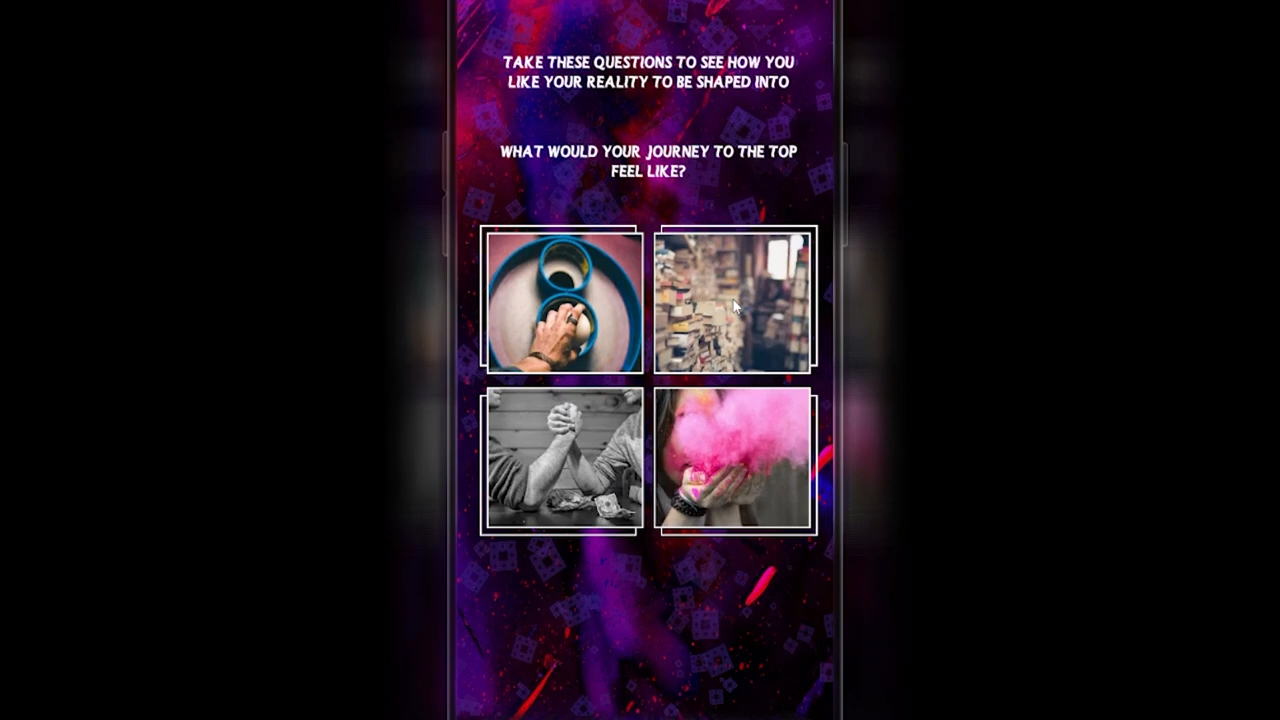 TAKE THESE QUESTIONS TO SEE HOW YOU
LIKE YOUR REALITY TO BE SHAPED INTO
WHAT WOULD YOUR JOURNEY TO THE TOP
FEEL LIKE?